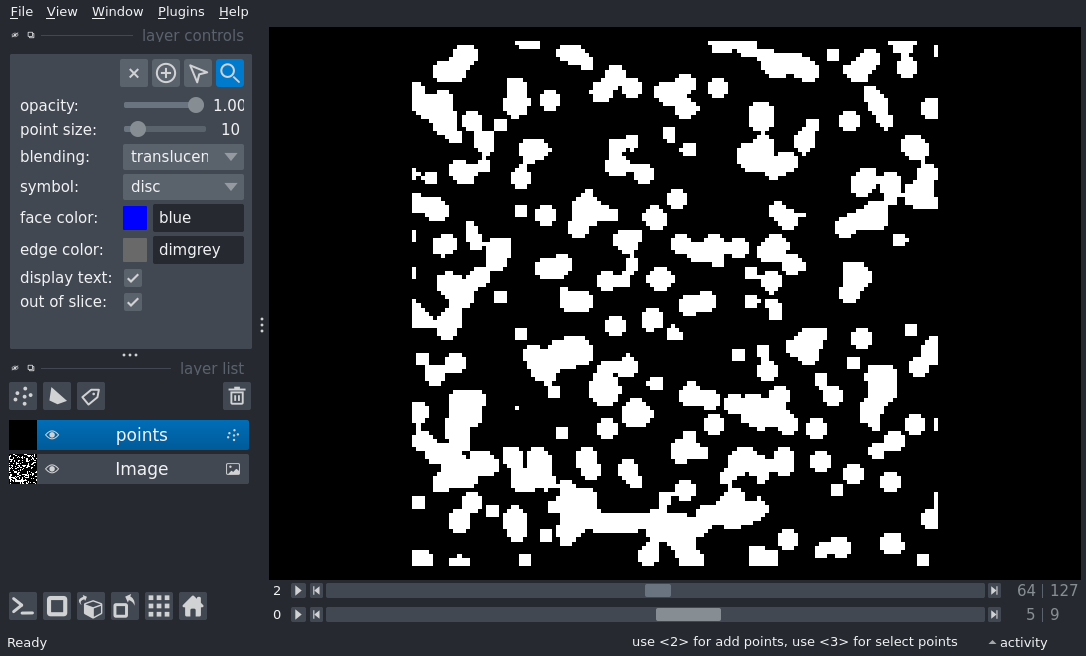 File View Window Plugins Help
layer controls
opacity: 1.00
point size: 10
blending: translucen
symbol: disc
face color: blue
edge color: dimgrey
display text:
out of slice:
layer list
points
Image
2 64 | 127
0 5 | 9
Ready use <2> for add points, use <3> for select points activity